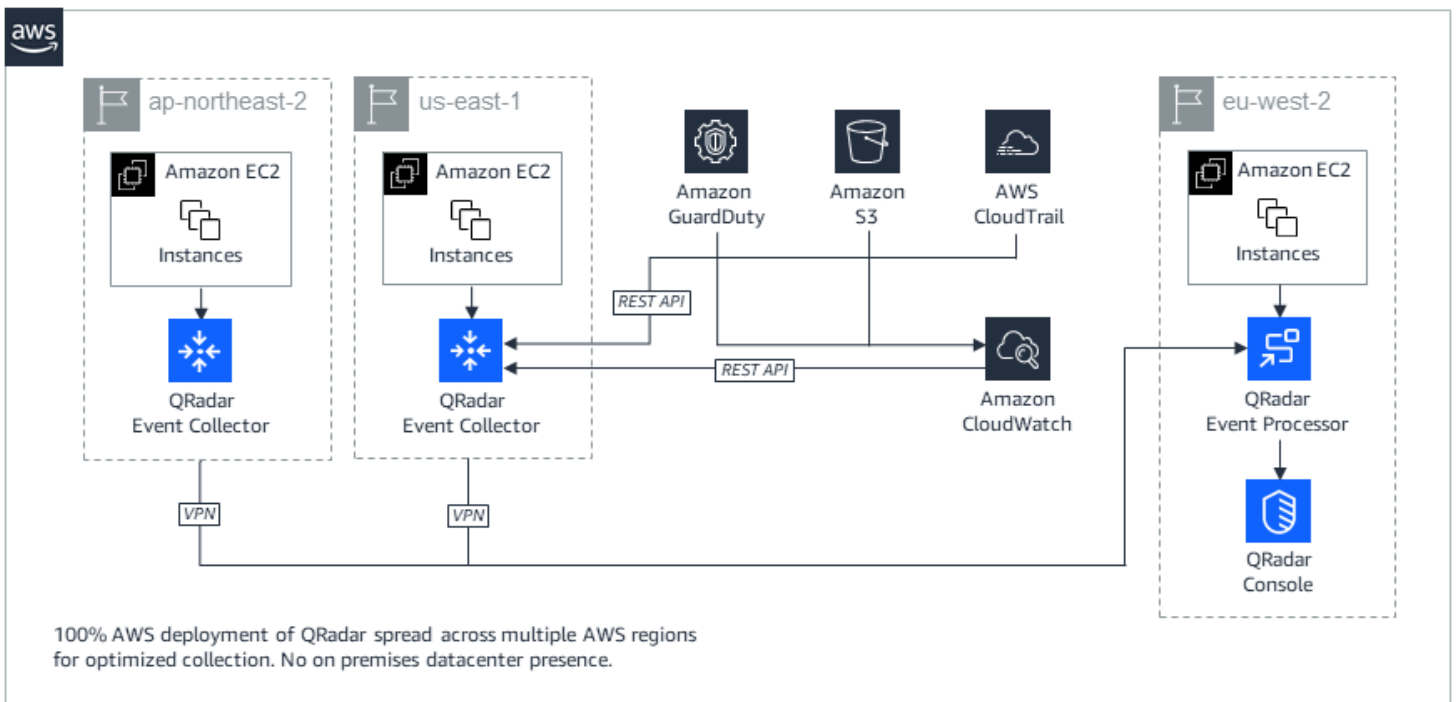 aws
ap-northeast-2
us-east-1
eu-west-2
Amazon EC2
Instances
Amazon EC2
Instances
Amazon
GuardDuty
Amazon
S3
AWS
CloudTrail
Amazon EC2
Instances
REST API
REST API
QRadar
Event Collector
QRadar
Event Collector
Amazon
CloudWatch
QRadar
Event Processor
VPN
VPN
QRadar
Console
100% AWS deployment of QRadar spread across multiple AWS regions
for optimized collection. No on premises datacenter presence.